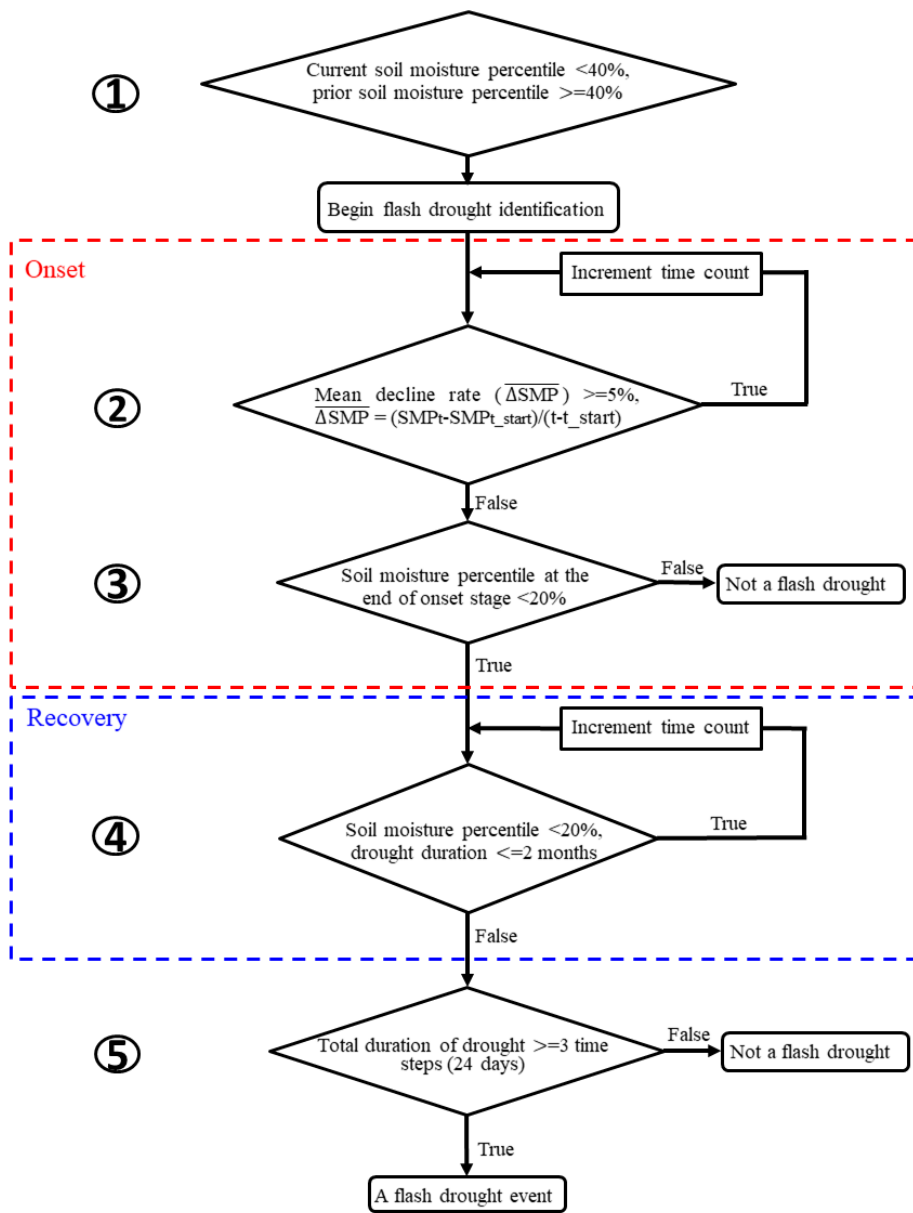 ①
Current soil moisture percentile <40%,
prior soil moisture percentile >=40%
Begin flash drought identification
Onset
Increment time count
②
Mean decline rate ( \overline{ΔSMP} ) >=5%,
\overline{ΔSMP} = (SMPt-SMPt_start)/(t-t_start)
True
False
③
Soil moisture percentile at the
end of onset stage <20%
False
Not a flash drought
True
Recovery
Increment time count
④
Soil moisture percentile <20%,
drought duration <=2 months
True
False
⑤
Total duration of drought >=3 time
steps (24 days)
False
Not a flash drought
True
A flash drought event